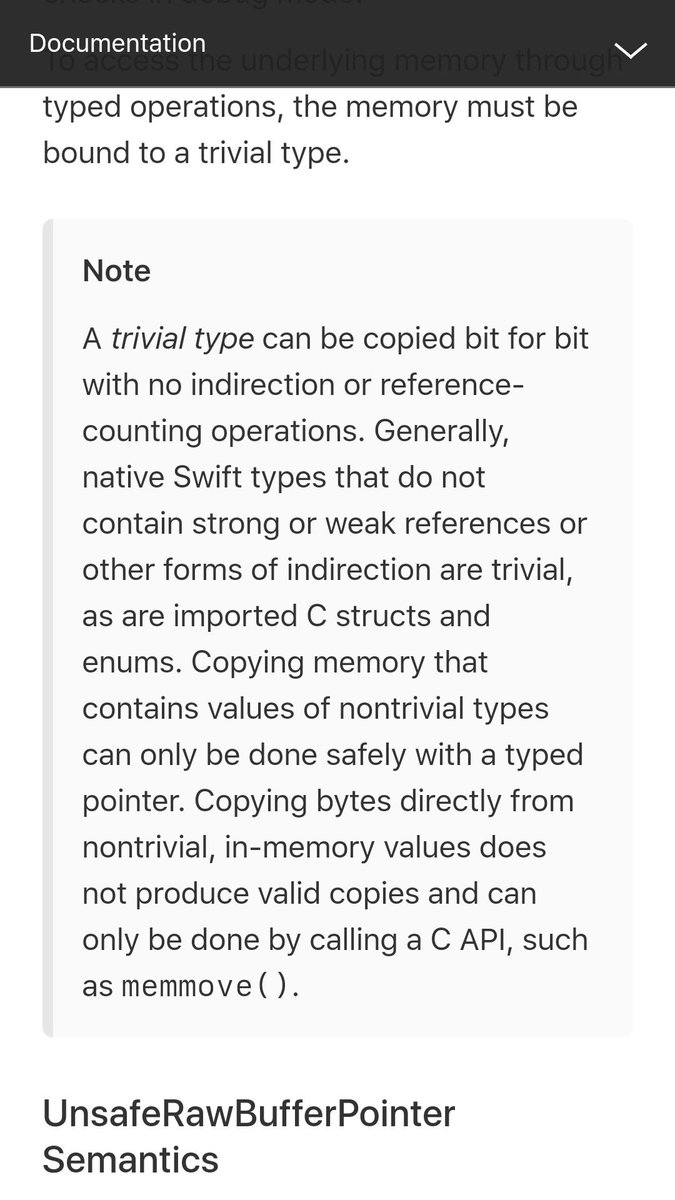 Documentation
To access the underlying memory through
typed operations, the memory must be
bound to a trivial type.
Note
A trivial type can be copied bit for bit
with no indirection or reference-
counting operations. Generally,
native Swift types that do not
contain strong or weak references or
other forms of indirection are trivial,
as are imported C structs and
enums. Copying memory that
contains values of nontrivial types
can only be done safely with a typed
pointer. Copying bytes directly from
nontrivial, in-memory values does
not produce valid copies and can
only be done by calling a C API, such
as memmove().
UnsafeRawBufferPointer
Semantics